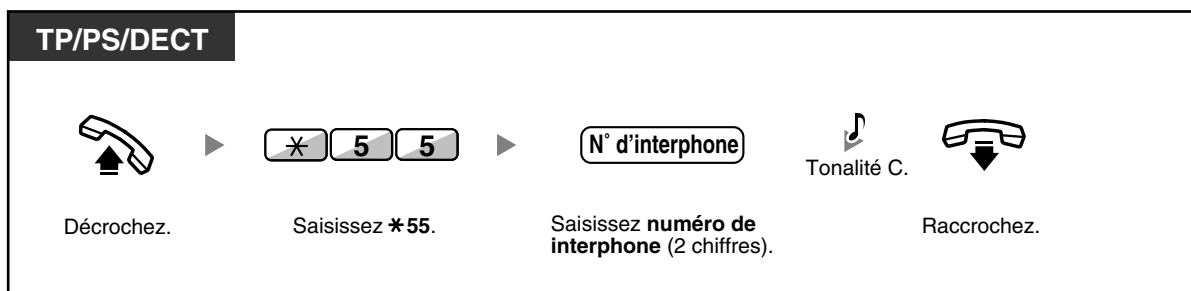 TP/PS/DECT
5 5
N° d'interphone
Tonalité C.
Décrochez.
Saisissez *55.
Saisissez numéro de
interphone (2 chiffres).
Raccrochez.